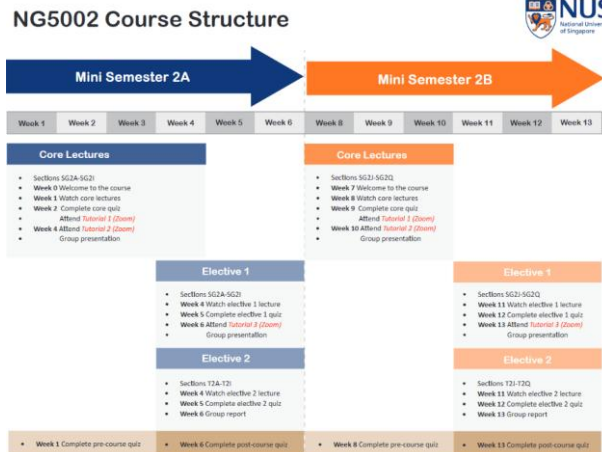 NG5002 Course Structure
NUS
National University
of Singapore
Mini Semester 2A
Mini Semester 2B
Week 1 Week 2 Week 3 Week 4 Week 5 Week 6 Week 8 Week 9 Week 10 Week 11 Week 12 Week 13
Core Lectures
• Sections SG2A-SG2I
• Week 0 Welcome to the course
• Week 1 Watch core lectures
• Week 2 Complete core quiz
• Attend Tutorial 1 (Zoom)
• Week 4 Attend Tutorial 2 (Zoom)
• Group presentation
Core Lectures
• Sections SG2J-SG2Q
• Week 7 Welcome to the course
• Week 8 Watch core lectures
• Week 9 Complete core quiz
• Attend Tutorial 1 (Zoom)
• Week 10 Attend Tutorial 2 (Zoom)
• Group presentation
Elective 1
• Sections SG2A-SG2I
• Week 4 Watch elective 1 lecture
• Week 5 Complete elective 1 quiz
• Week 6 Attend Tutorial 3 (Zoom)
• Group presentation
Elective 1
• Sections SG2J-SG2Q
• Week 11 Watch elective 1 lecture
• Week 12 Complete elective 1 quiz
• Week 13 Attend Tutorial 3 (Zoom)
• Group presentation
Elective 2
• Sections T2A-T2I
• Week 4 Watch elective 2 lecture
• Week 5 Complete elective 2 quiz
• Week 6 Group report
Elective 2
• Sections T2J-T2Q
• Week 11 Watch elective 2 lecture
• Week 12 Complete elective 2 quiz
• Week 13 Group report
• Week 1 Complete pre-course quiz
• Week 6 Complete post-course quiz
• Week 8 Complete pre-course quiz
• Week 13 Complete post-course quiz